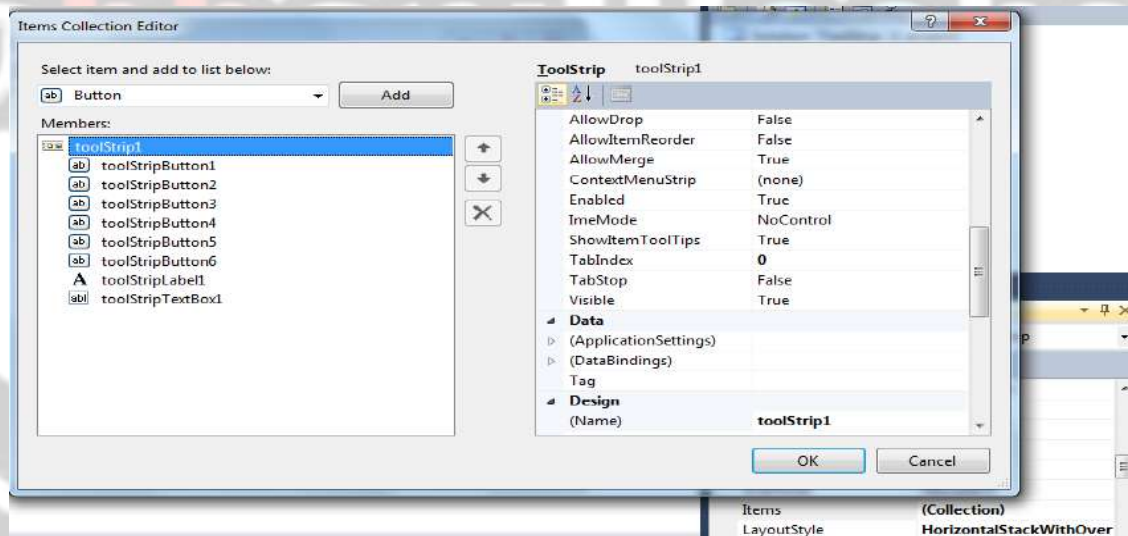 Items Collection Editor
Select item and add to list below:
Button
Add
Members:
toolStrip1
toolStripButton1
toolStripButton2
toolStripButton3
toolStripButton4
toolStripButton5
toolStripButton6
A toolStripLabel1
toolStripTextBox1
ToolStrip toolStrip1
AllowDrop False
AllowItemReorder False
AllowMerge True
ContextMenuStrip (none)
Enabled True
ImeMode NoControl
ShowItemToolTips True
TabIndex 0
TabStop False
Visible True
Data
(ApplicationSettings)
(DataBindings)
Tag
Design
(Name) toolStrip1
OK Cancel
Items (Collection)
LayoutStyle HorizontalStackWithOver